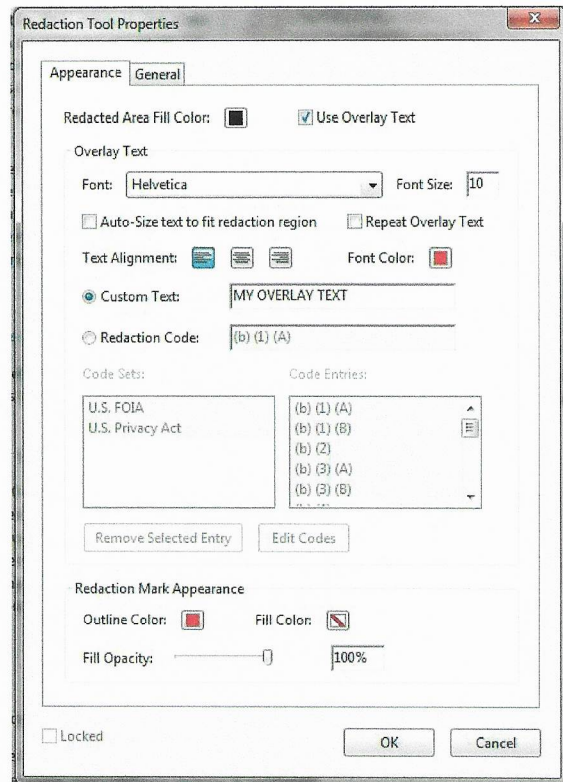 Redaction Tool Properties
Appearance General
Redacted Area Fill Color: Use Overlay Text
Overlay Text
Font: Helvetica Font Size: 10
Auto-Size text to fit redaction region Repeat Overlay Text
Text Alignment: Font Color:
Custom Text: MY OVERLAY TEXT
Redaction Code: (b) (1) (A)
Code Sets: Code Entries:
U.S. FOIA (b) (1) (A)
U.S. Privacy Act (b) (1) (B)
(b) (2)
(b) (3) (A)
(b) (3) (B)
Remove Selected Entry Edit Codes
Redaction Mark Appearance
Outline Color: Fill Color:
Fill Opacity: 100%
Locked OK Cancel